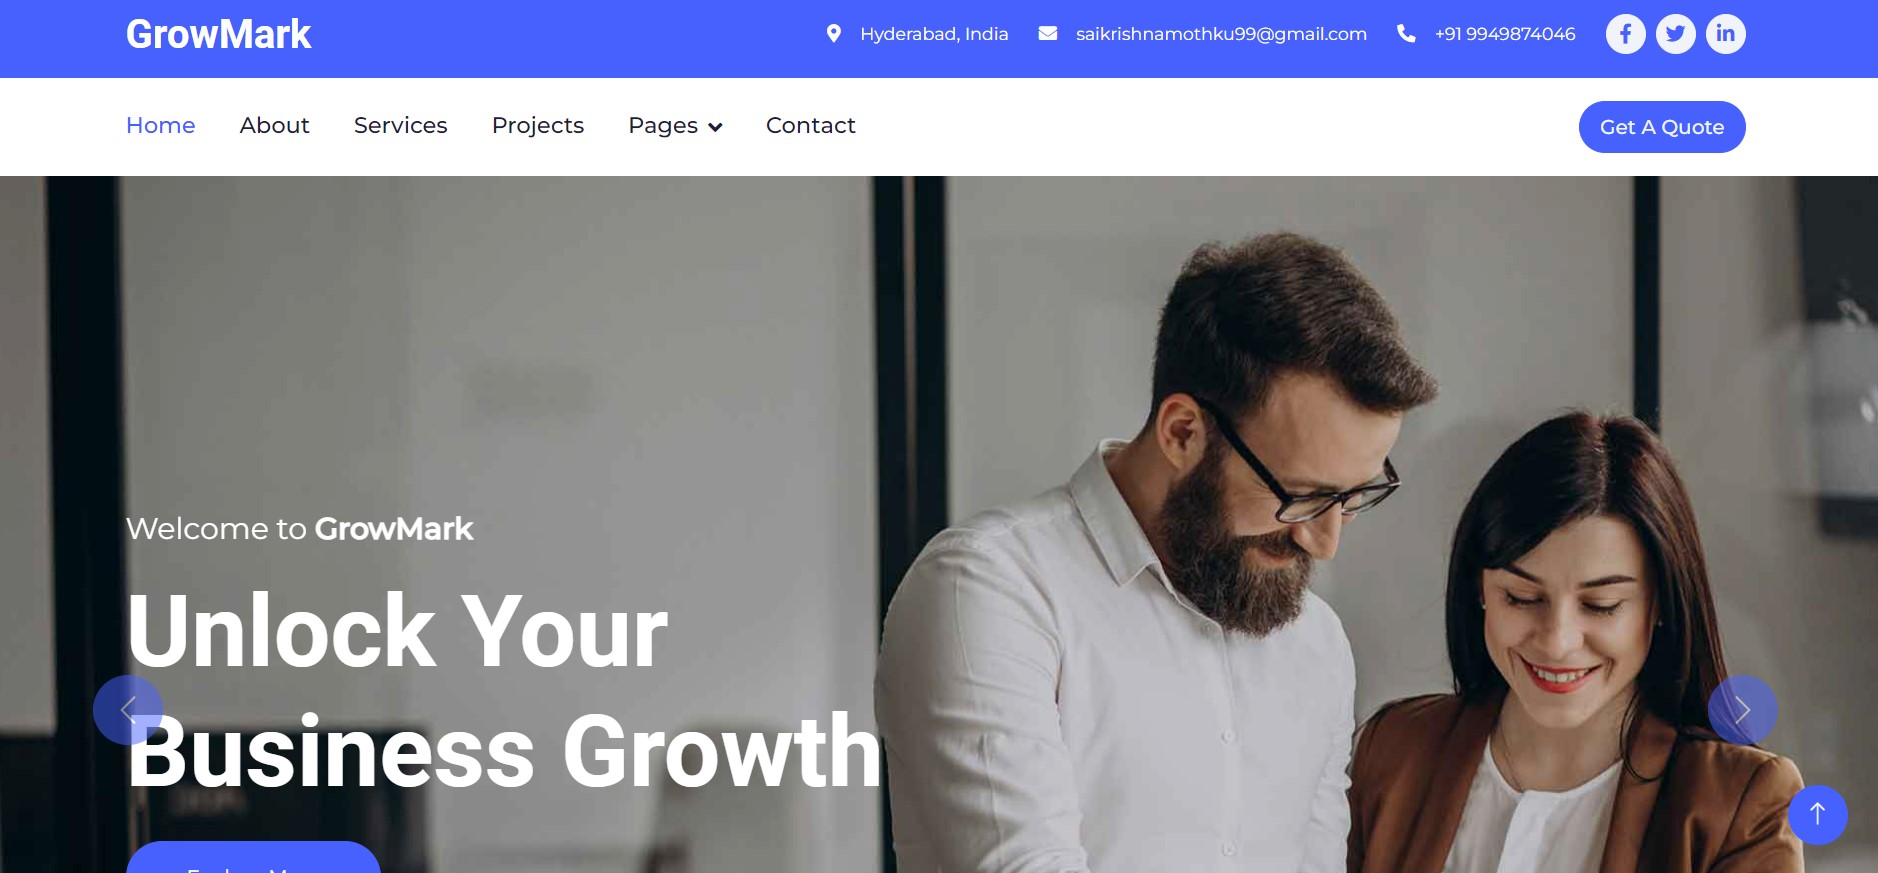 GrowMark
Hyderabad, India
saikrishnamothku99@gmail.com
+91 9949874046
Home
About
Services
Projects
Pages
Contact
Get A Quote
Welcome to GrowMark
Unlock Your
Business Growth